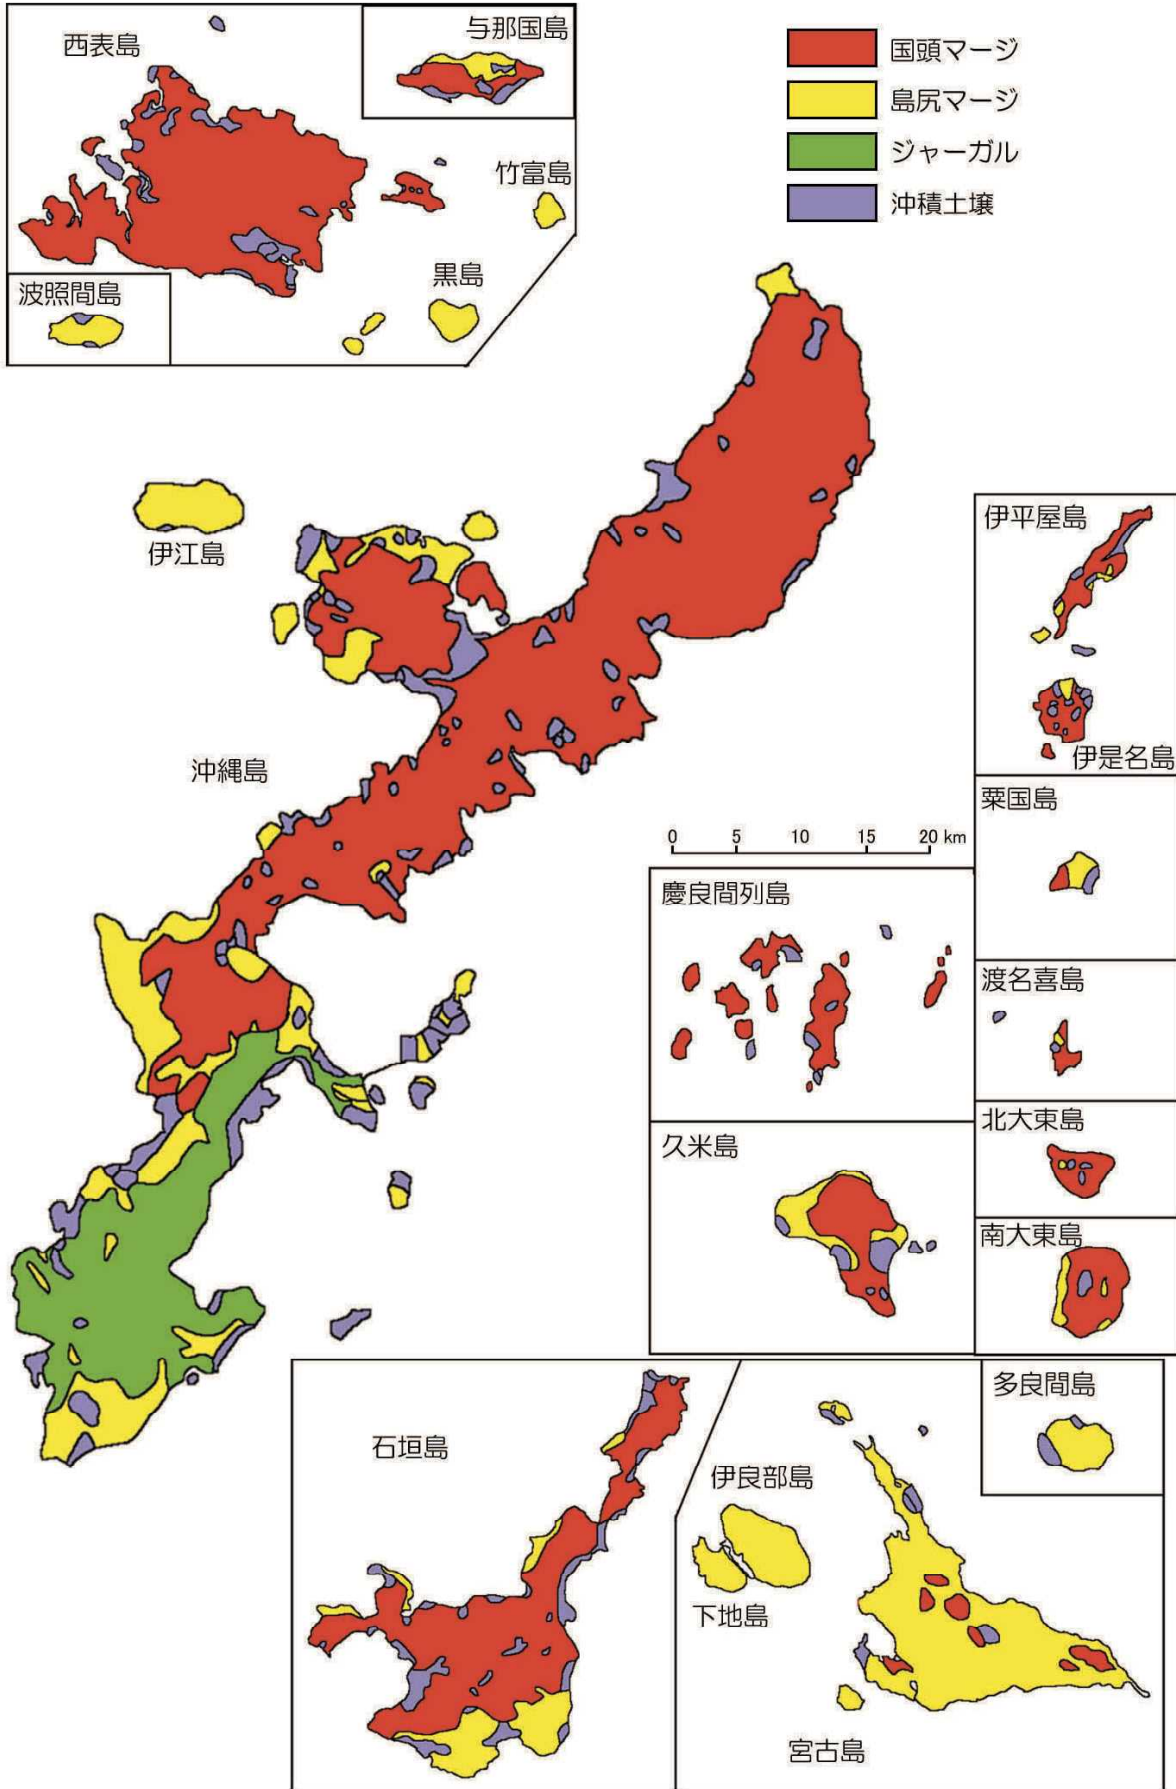 西表島
与那国島
竹富島
黒島
波照間島
国頭マージ
島尻マージ
ジャーガル
沖積土壌
伊江島
沖縄島
伊平屋島
伊是名島
粟国島
0 5 10 15 20 km
慶良間列島
渡名喜島
北大東島
久米島
南大東島
石垣島
多良間島
伊良部島
下地島
宮古島